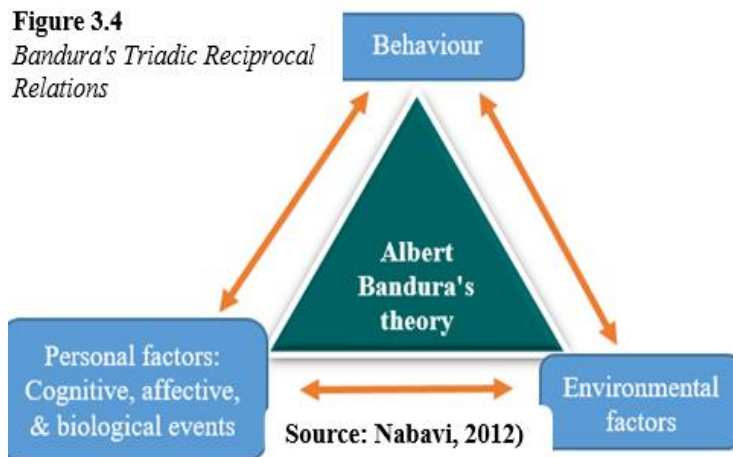 Figure 3.4
Bandura's Triadic Reciprocal
Relations
Behaviour
Albert
Bandura's
theory
Personal factors:
Cognitive, affective,
& biological events
Environmental
factors
Source: Nabavi, 2012)